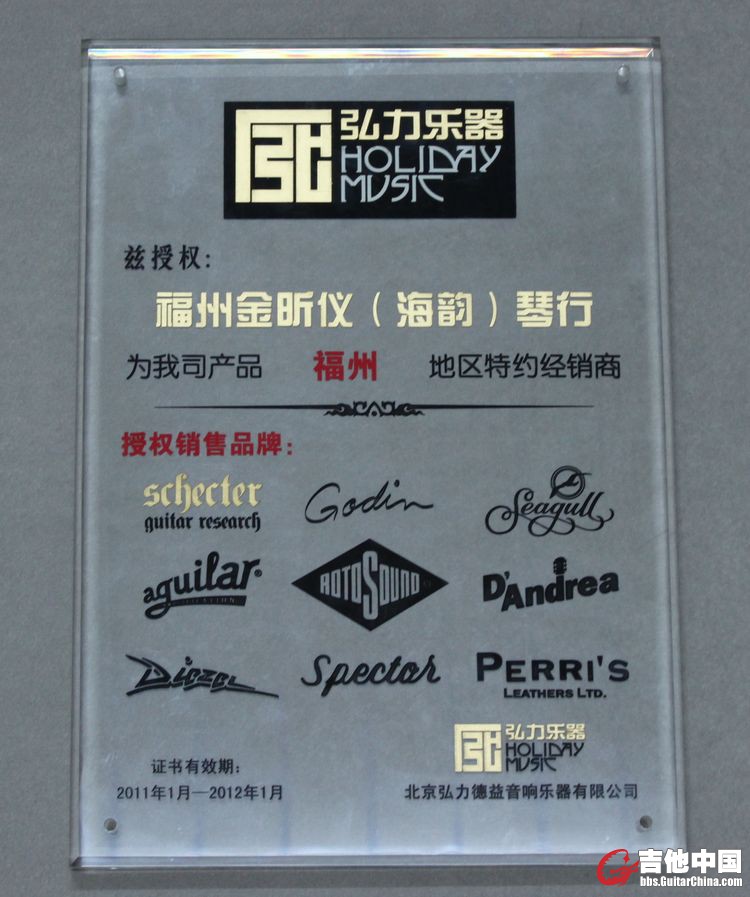 弘力乐器
HOLIDAY
MUSIC
兹授权:
福州金昕仪(海韵)琴行
为我司产品 福州 地区特约经销商
授权销售品牌:
schecter
guitar research
Godin
Seagull
aguilar®
ROTOSOUND
D'Andrea
Diezel
Spector
PERRI'S
LEATHERS LTD.
弘力乐器
HOLIDAY
MUSIC
证书有效期:
2011年1月—2012年1月
北京弘力德益音响乐器有限公司
吉他中国
bbs.GuitarChina.com